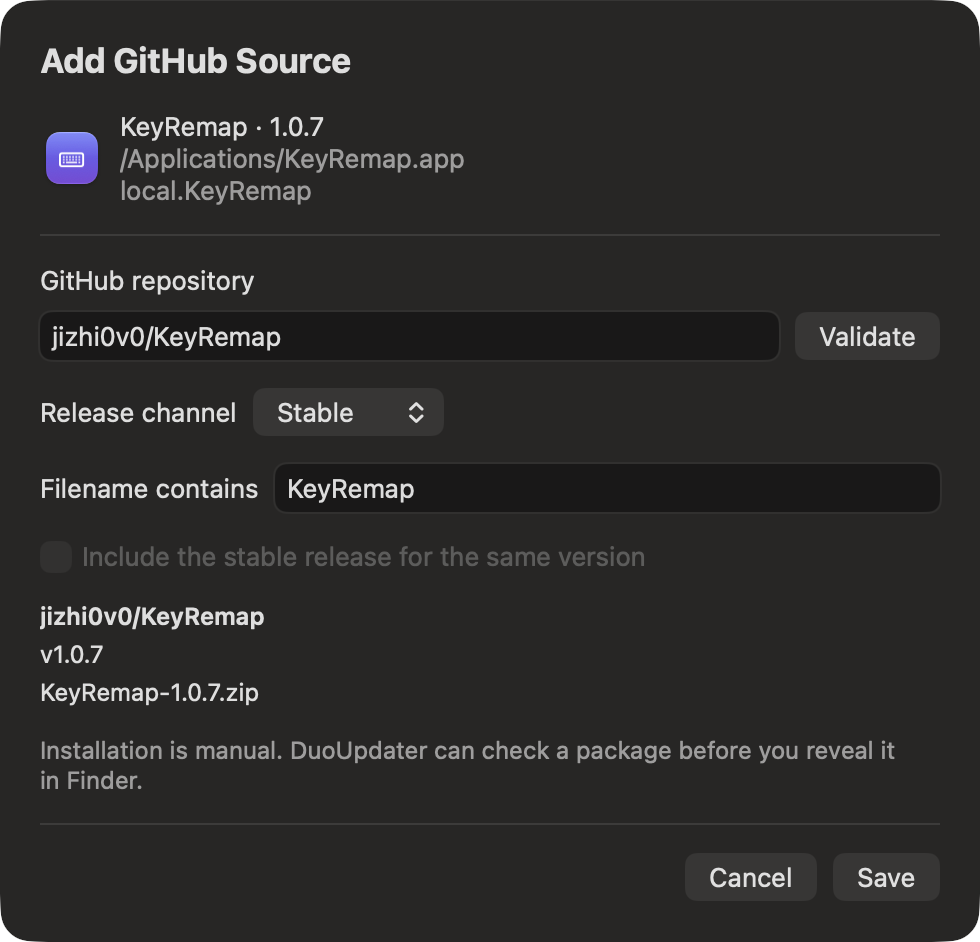 Add GitHub Source
KeyRemap · 1.0.7
/Applications/KeyRemap.app
local.KeyRemap
GitHub repository
jizhi0v0/KeyRemap
Validate
Release channel
Stable
Filename contains
KeyRemap
Include the stable release for the same version
jizhi0v0/KeyRemap
v1.0.7
KeyRemap-1.0.7.zip
Installation is manual. DuoUpdater can check a package before you reveal it
in Finder.
Cancel
Save